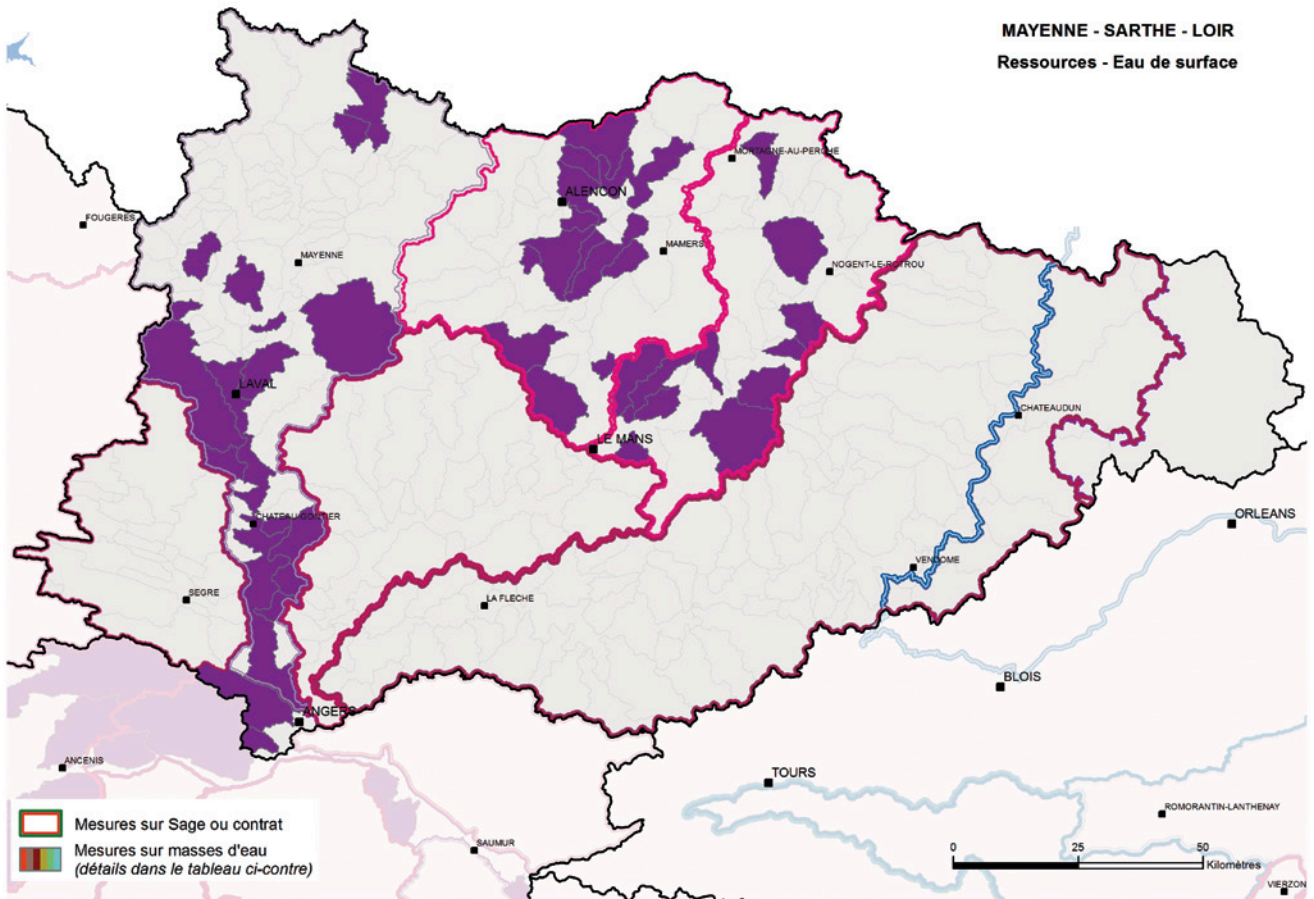 MAYENNE - SARTHE - LOIR
Ressources - Eau de surface
MORTAGNE-AU-PERCHE
ALENCON
FOUGERES
MAMERS
MAYENNE
NOGENT-LE-ROTROU
LAVAL
CHATEAUDUN
LE MANS
CHATEAU-GONTIER
ORLEANS
VENDOME
SEGRE
LA FLECHE
BLOIS
ANGERS
ANCENIS
TOURS
ROMORANTIN-LANTHENAY
SAUMUR
VIERZON
Mesures sur Sage ou contrat
Mesures sur masses d'eau
(détails dans le tableau ci-contre)
0 25 50
Kilomètres